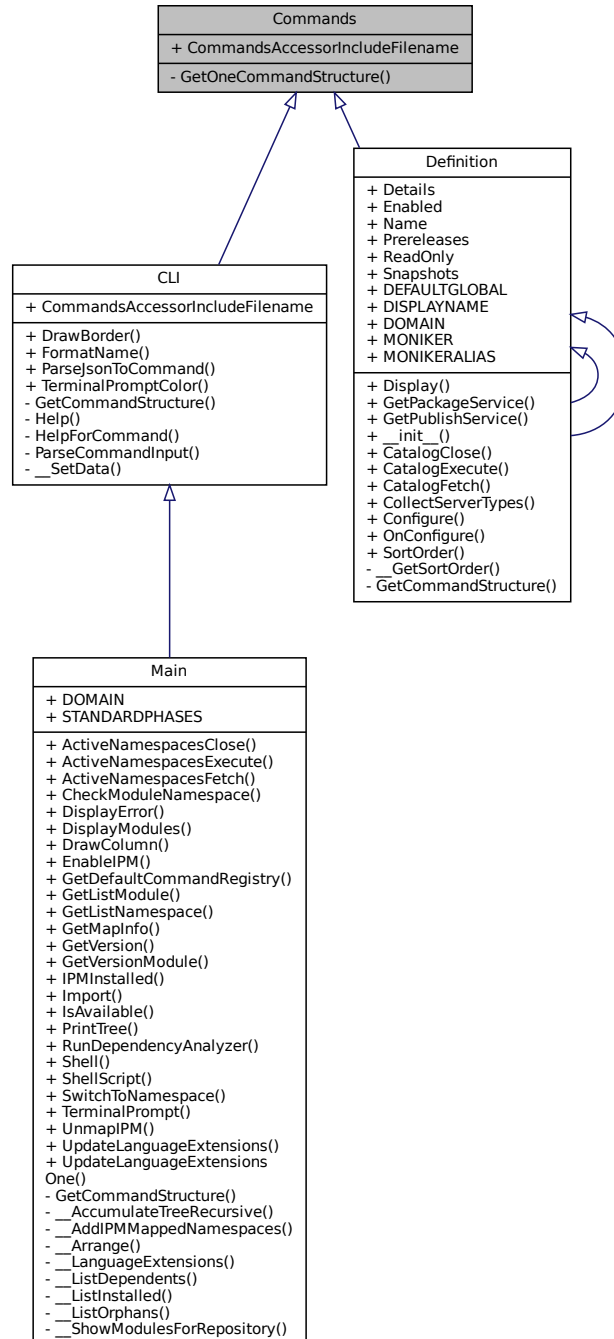 Commands
+ CommandsAccessorIncludeFilename
- GetOneCommandStructure()
Definition
+ Details
+ Enabled
+ Name
+ Prereleases
+ ReadOnly
+ Snapshots
+ DEFAULTGLOBAL
+ DISPLAYNAME
+ DOMAIN
+ MONIKER
+ MONIKERALIAS
+ Display()
+ GetPackageService()
+ GetPublishService()
+ __init__()
+ CatalogClose()
+ CatalogExecute()
+ CatalogFetch()
+ CollectServerTypes()
+ Configure()
+ OnConfigure()
+ SortOrder()
- __GetSortOrder()
- GetCommandStructure()
CLI
+ CommandsAccessorIncludeFilename
+ DrawBorder()
+ FormatName()
+ ParseJsonToCommand()
+ TerminalPromptColor()
- GetCommandStructure()
- Help()
- HelpForCommand()
- ParseCommandInput()
- __SetData()
Main
+ DOMAIN
+ STANDARDPHASES
+ ActiveNamespacesClose()
+ ActiveNamespacesExecute()
+ ActiveNamespacesFetch()
+ CheckModuleNamespace()
+ DisplayError()
+ DisplayModules()
+ DrawColumn()
+ EnableIPM()
+ GetDefaultCommandRegistry()
+ GetListModule()
+ GetListNamespace()
+ GetMapInfo()
+ GetVersion()
+ GetVersionModule()
+ IPMInstalled()
+ Import()
+ IsAvailable()
+ PrintTree()
+ RunDependencyAnalyzer()
+ Shell()
+ ShellScript()
+ SwitchToNamespace()
+ TerminalPrompt()
+ UnmapIPM()
+ UpdateLanguageExtensions()
+ UpdateLanguageExtensions
One()
- GetCommandStructure()
- __AccumulateTreeRecursive()
- __AddIPMMappedNamespaces()
- __Arrange()
- __LanguageExtensions()
- __ListDependents()
- __ListInstalled()
- __ListOrphans()
- __ShowModulesForRepository()